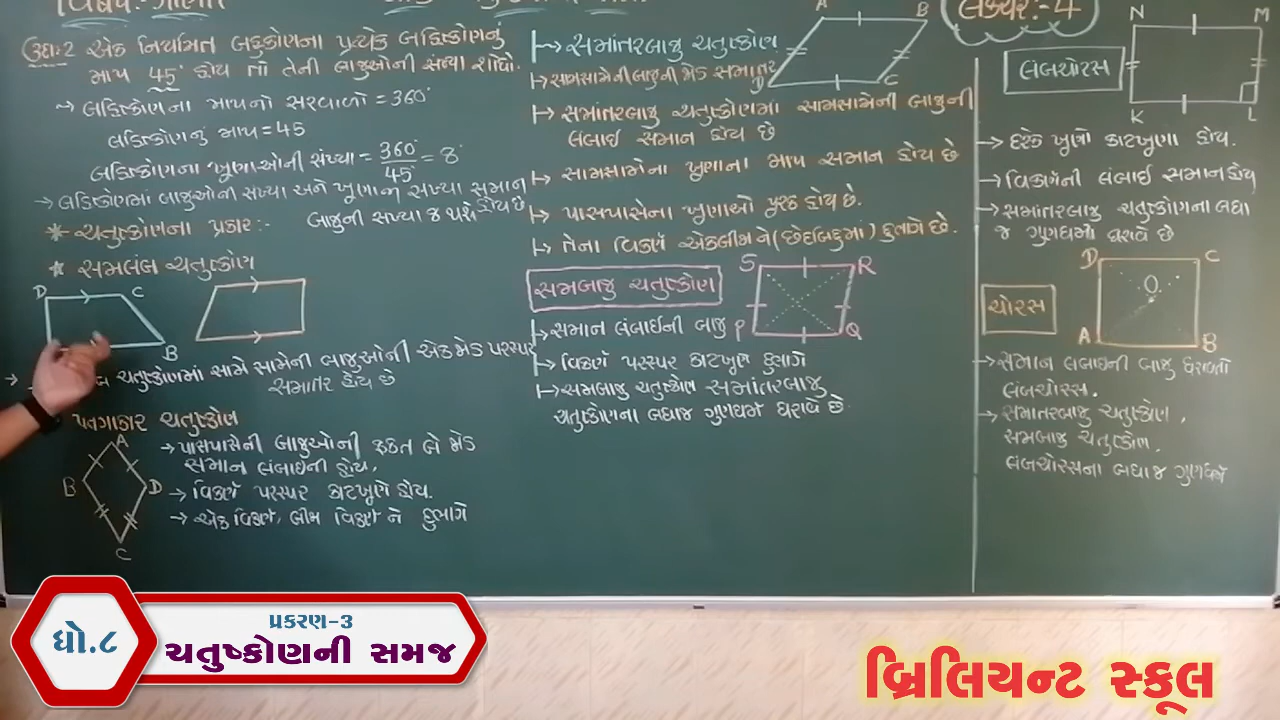 વિષય:-ગણિત
ઉદા:2 એક નિયમિત બહુકોણના પ્રત્યેક બહિષ્કોણનું
માપ 45° હોય તો તેની બાજુઓની સંખ્યા શોધો.
→ બહિષ્કોણના માપનો સરવાળો = 360°
બહિષ્કોણનું માપ = 45
બહિષ્કોણના ખૂણાઓની સંખ્યા = 360°/45° = 8
→ બહિષ્કોણમાં બાજુઓની સંખ્યા અને ખૂણાની સંખ્યા સમાન હોય છે
બાજુની સંખ્યા 8 થશે
* ચતુષ્કોણના પ્રકાર:-
* સમલંબ ચતુષ્કોણ
D C
B
ચતુષ્કોણમાં સામ સામેની બાજુઓની એકજોડ પરસ્પર
સમાંતર હોય છે
પતંગાકાર ચતુષ્કોણ
A
B D
C
→ પાસપાસેની બાજુઓની ફક્ત બે જોડ
સમાન લંબાઇની હોય.
→ વિકર્ણ પરસ્પર કાટખૂણે હોય.
→ એક વિકર્ણ, બીજા વિકર્ણ ને દુભાગે
→ સમાંતરબાજુ ચતુષ્કોણ
A B
D C
→ સામસામેની બાજુની જોડ સમાંતર
→ સમાંતરબાજુ ચતુષ્કોણમાં સામસામેની બાજુની
લંબાઈ સમાન હોય છે
→ સામસામેના ખૂણાના માપ સમાન હોય છે
→ પાસપાસેના ખૂણાઓ પૂરક હોય છે.
→ તેના વિકર્ણ એકબીજાને (છેદબિંદુમાં) દુભાગે છે.
સમબાજુ ચતુષ્કોણ
S R
P Q
→ સમાન લંબાઈની બાજુ
→ વિકર્ણ પરસ્પર કાટખૂણે દુભાગે
→ સમબાજુ ચતુષ્કોણ સમાંતરબાજુ
ચતુષ્કોણના બધાજ ગુણધર્મ ધરાવે છે.
લેક્ચર:-4
લંબચોરસ
N M
K L
→ દરેક ખૂણો કાટખૂણા હોય.
→ વિકર્ણની લંબાઈ સમાન હોય
→ સમાંતરબાજુ ચતુષ્કોણના બધા
જ ગુણધર્મો ધરાવે છે
ચોરસ
D C
O
A B
→ સમાન લંબાઇની બાજુ ધરાવતો
લંબચોરસ.
→ સમાંતરબાજુ ચતુષ્કોણ,
સમબાજુ ચતુષ્કોણ,
લંબચોરસના બધા જ ગુણધર્મ
ધો.૮
પ્રકરણ-૩
ચતુષ્કોણની સમજ
બ્રિલિયન્ટ સ્કૂલ